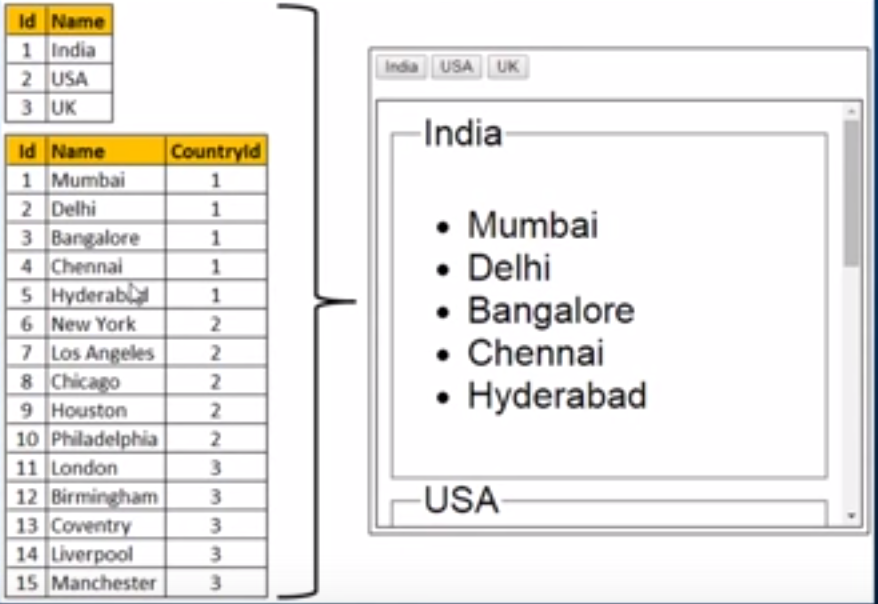 Id Name
1 India
2 USA
3 UK
Id Name CountryId
1 Mumbai 1
2 Delhi 1
3 Bangalore 1
4 Chennai 1
5 Hyderabad 1
6 New York 2
7 Los Angeles 2
8 Chicago 2
9 Houston 2
10 Philadelphia 2
11 London 3
12 Birmingham 3
13 Coventry 3
14 Liverpool 3
15 Manchester 3
India USA UK
India
• Mumbai
• Delhi
• Bangalore
• Chennai
• Hyderabad
USA